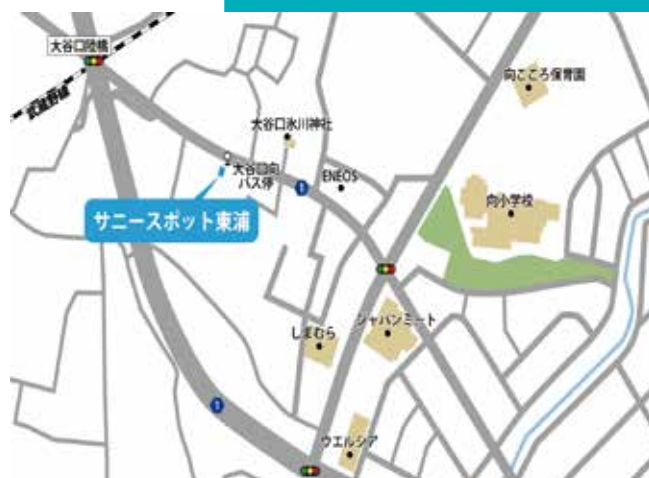 大谷口陸橋
武蔵野線
向こころ保育園
大谷口氷川神社
大谷口向
バス停
ENEOS
1
向小学校
サニースポット東浦
しまむら
ジャパンミート
1
ウエルシア